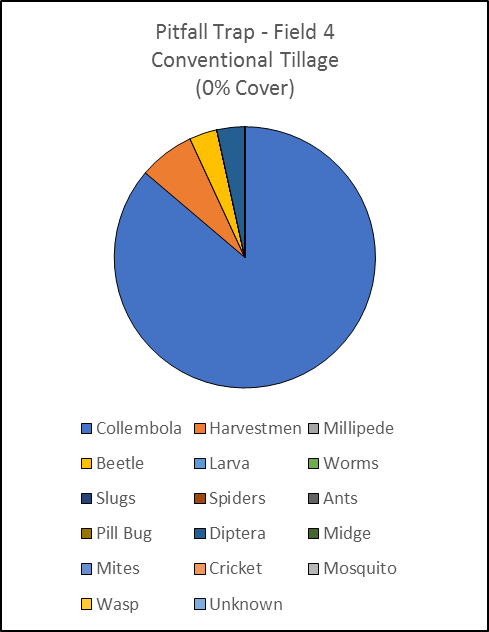 Pitfall Trap - Field 4
Conventional Tillage
(0% Cover)
Collembola Harvestmen Millipede
Beetle Larva Worms
Slugs Spiders Ants
Pill Bug Diptera Midge
Mites Cricket Mosquito
Wasp Unknown